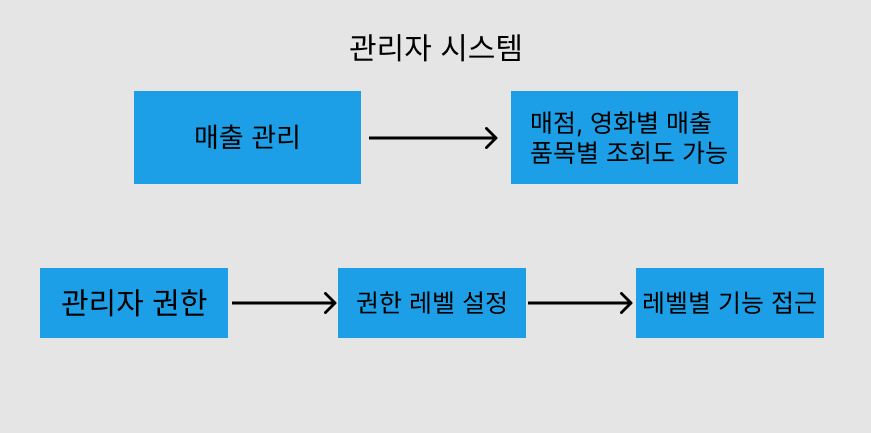 관리자 시스템
매출 관리
매점, 영화별 매출
품목별 조회도 가능
관리자 권한
권한 레벨 설정
레벨별 기능 접근